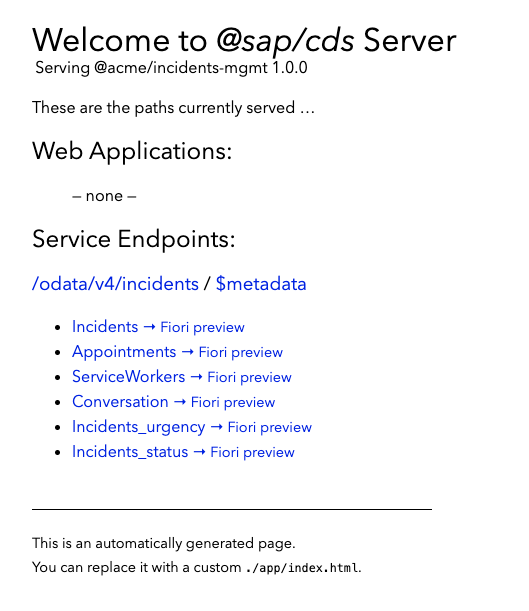 Welcome to @sap/cds Server
Serving @acme/incidents-mgmt 1.0.0
These are the paths currently served …
Web Applications:
— none —
Service Endpoints:
/odata/v4/incidents / $metadata
• Incidents → Fiori preview
• Appointments → Fiori preview
• ServiceWorkers → Fiori preview
• Conversation → Fiori preview
• Incidents_urgency → Fiori preview
• Incidents_status → Fiori preview
This is an automatically generated page.
You can replace it with a custom ./app/index.html.